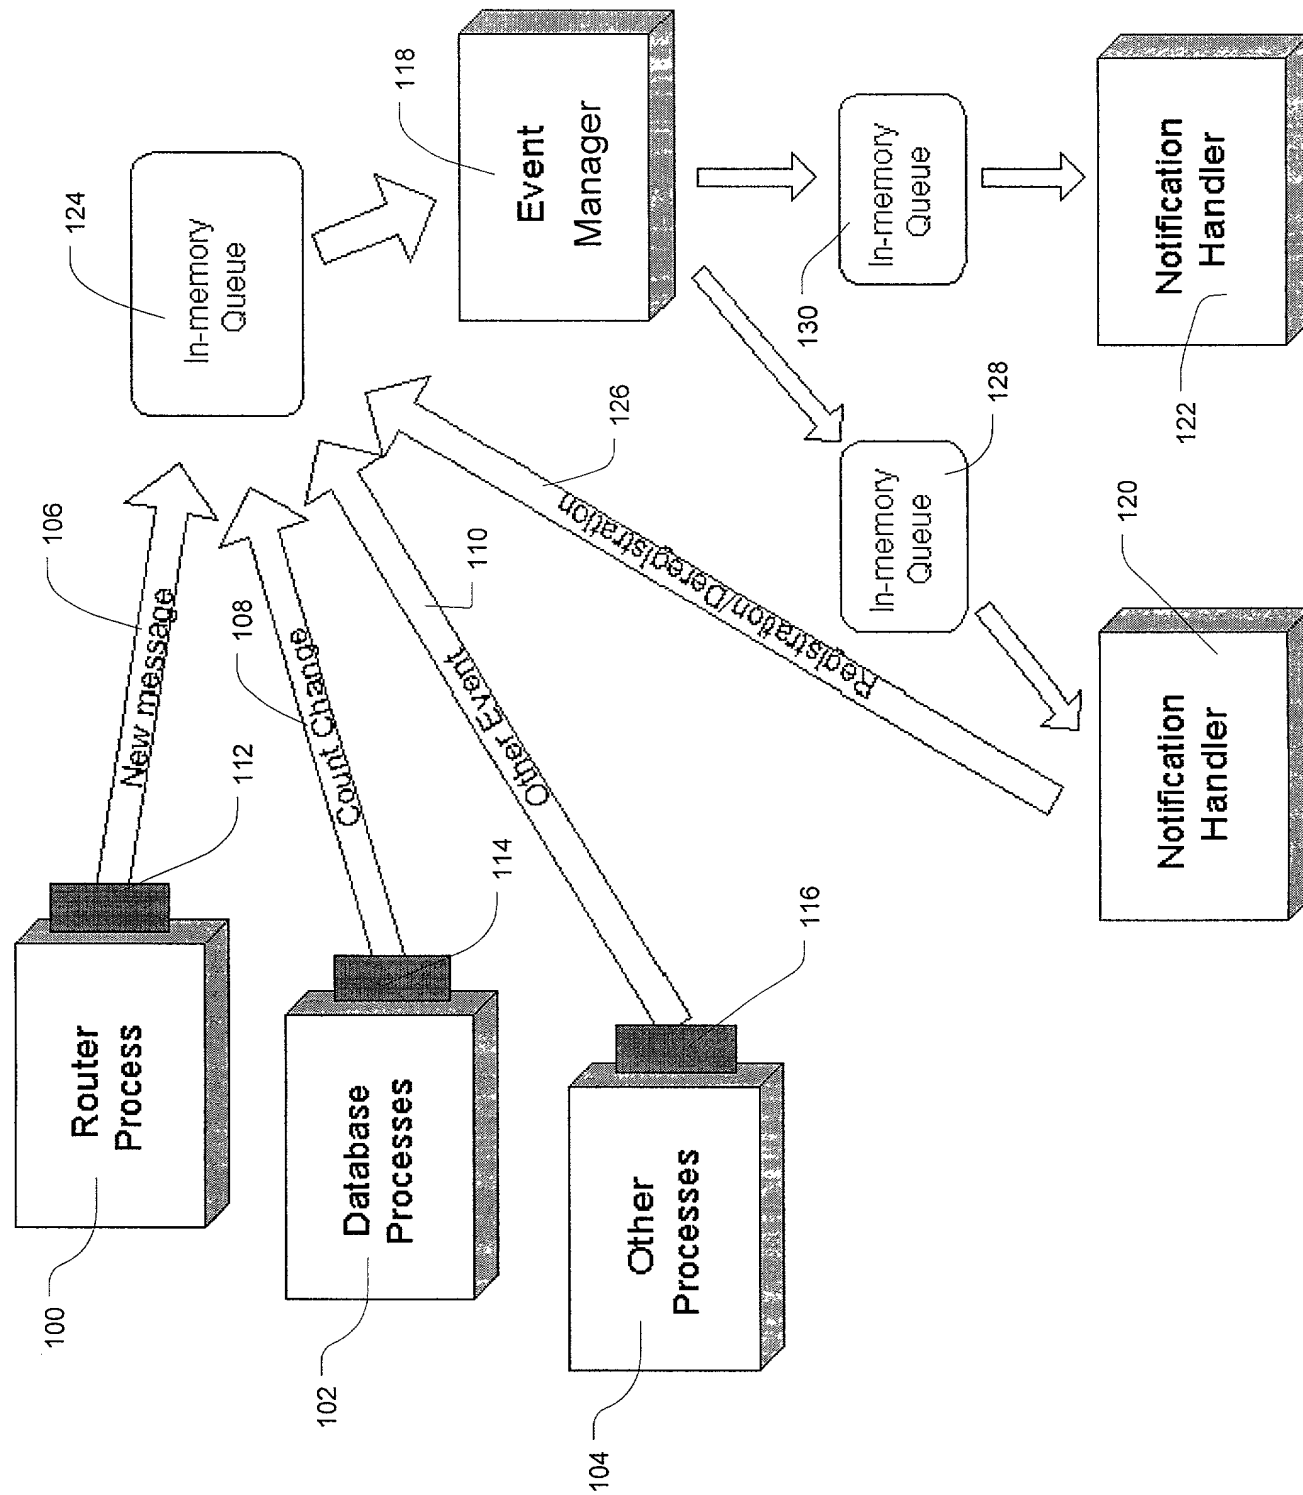 100
Router
Process
112
New message
106
102
Database
Processes
114
Count Change
108
104
Other
Processes
116
Other Event
110
124
In-memory
Queue
118
Event
Manager
126
Registration/Deregistration
128
In-memory
Queue
130
In-memory
Queue
120
Notification
Handler
122
Notification
Handler